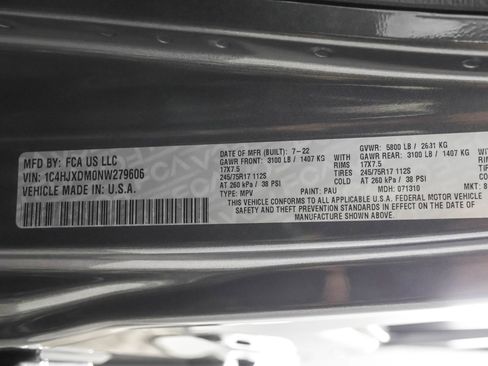 MFD BY: FCA US LLC
VIN: 1C4HJXDM0NW279606
VEHICLE MADE IN U.S.A.
DATE OF MFR (BUILT): 7-22 GVWR: 5800 LB / 2631 KG
GAWR FRONT: 3100 LB / 1407 KG WITH GAWR REAR: 3100 LB / 1407 KG
17X7.5 RIMS 17X7.5
245/75R17 112S TIRES 245/75R17 112S
AT 260 kPa / 38 PSI AT 260 kPa / 38 PSI
TYPE: MPV PAINT: PAU MDH: 071310 MKT:
THIS VEHICLE CONFORMS TO ALL APPLICABLE U.S.A. FEDERAL MOTOR VEHICLE
SAFETY AND THEFT PREVENTION STANDARDS IN EFFECT ON THE DATE OF
MANUFACTURE SHOWN ABOVE.